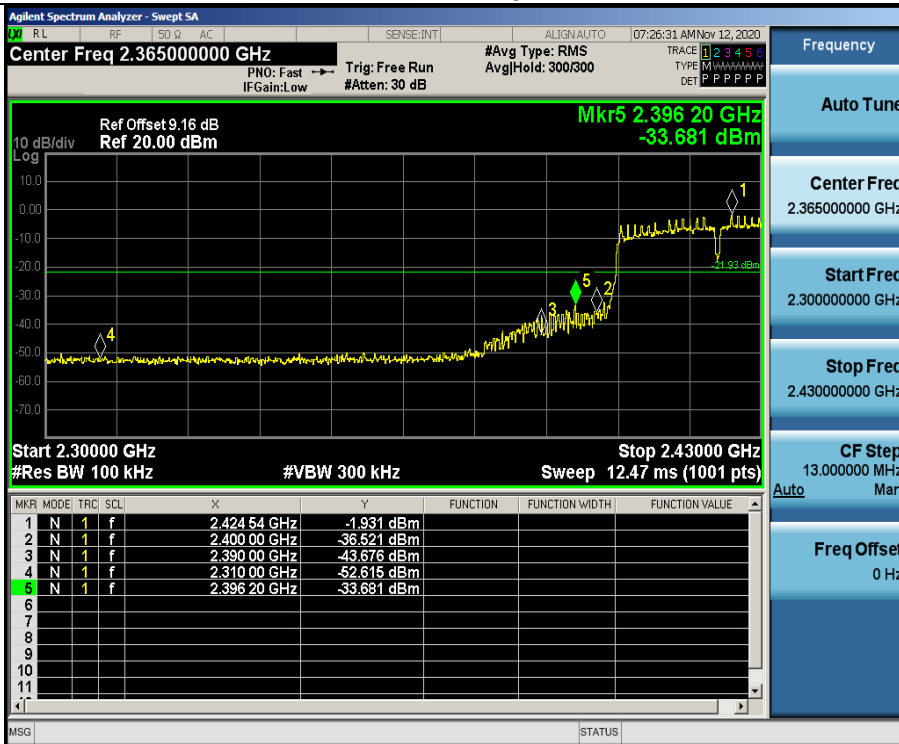 Agilent Spectrum Analyzer - Swept SA
LXI RL RF 50 Ω AC SENSE:INT ALIGN AUTO 07:26:31 AM Nov 12, 2020
Center Freq 2.365000000 GHz
PNO: Fast
IFGain:Low
Trig: Free Run
#Atten: 30 dB
#Avg Type: RMS
Avg|Hold: 300/300
TRACE 1 2 3 4 5 6
TYPE M WWWWW
DET P P P P P P
Mkr5 2.396 20 GHz
-33.681 dBm
Ref Offset 9.16 dB
10 dB/div Ref 20.00 dBm
Log
10.0
0.00
-10.0
-20.0
-30.0
-40.0
-50.0
-60.0
-70.0
1
-21.93 dBm
5
2
3
4
Start 2.30000 GHz Stop 2.43000 GHz
#Res BW 100 kHz #VBW 300 kHz Sweep 12.47 ms (1001 pts)
MKR MODE TRC SCL X Y FUNCTION FUNCTION WIDTH FUNCTION VALUE
1 N 1 f 2.424 54 GHz -1.931 dBm
2 N 1 f 2.400 00 GHz -36.521 dBm
3 N 1 f 2.390 00 GHz -43.676 dBm
4 N 1 f 2.310 00 GHz -52.615 dBm
5 N 1 f 2.396 20 GHz -33.681 dBm
6
7
8
9
10
11
MSG STATUS
Frequency
Auto Tune
Center Freq
2.365000000 GHz
Start Freq
2.300000000 GHz
Stop Freq
2.430000000 GHz
CF Step
13.000000 MHz
Auto Man
Freq Offset
0 Hz